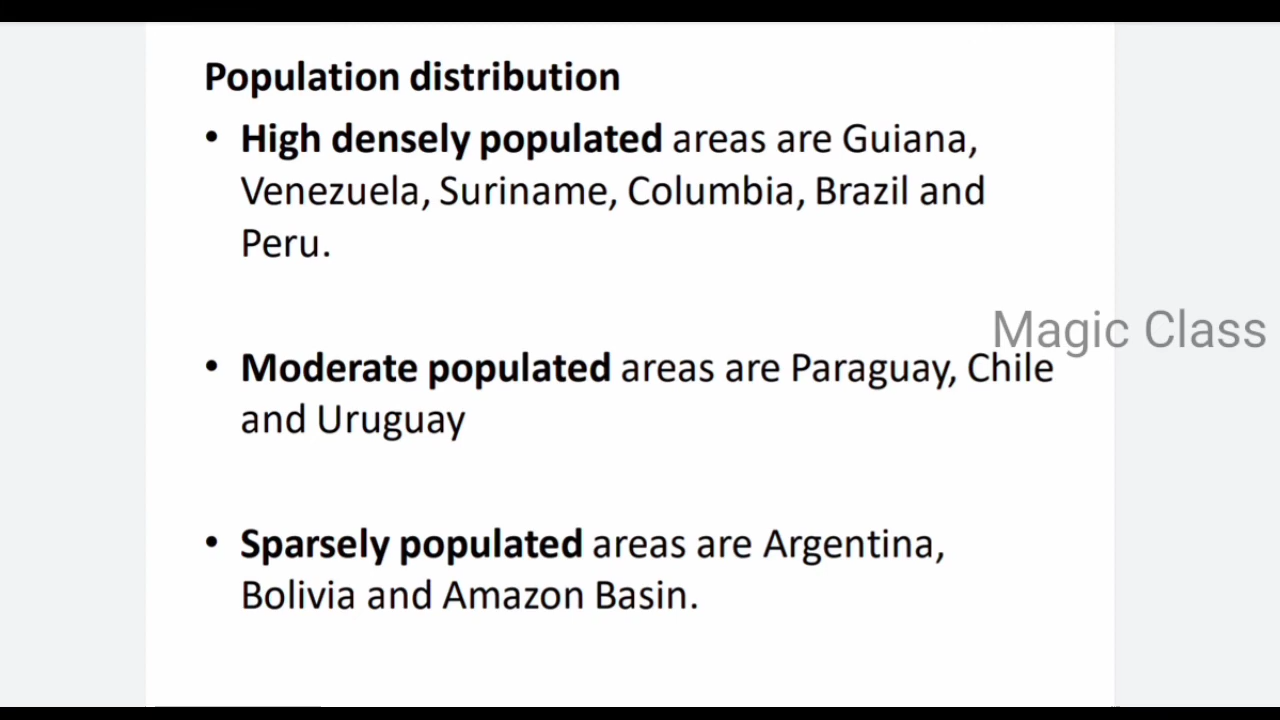 Population distribution
• High densely populated areas are Guiana,
Venezuela, Suriname, Columbia, Brazil and
Peru.
Magic Class
• Moderate populated areas are Paraguay, Chile
and Uruguay
• Sparsely populated areas are Argentina,
Bolivia and Amazon Basin.